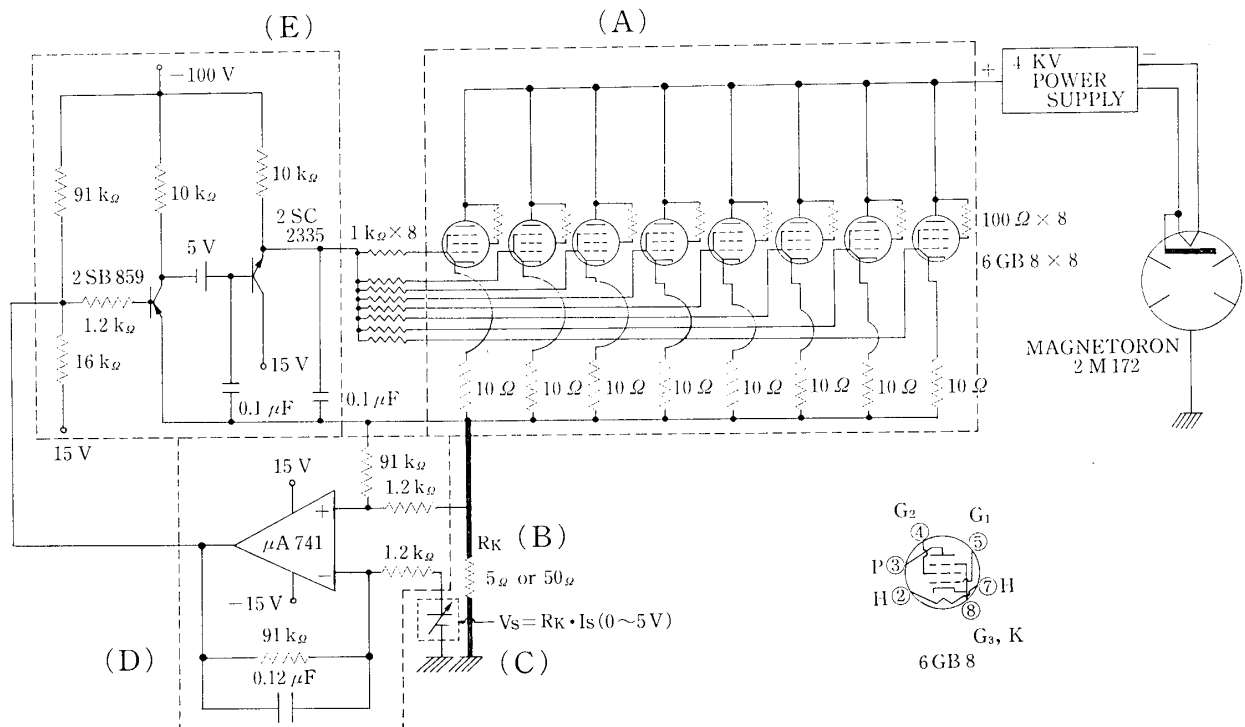 (E)
(A)
−100 V
91 kΩ
10 kΩ
10 kΩ
2 SC
2335
5 V
2 SB 859
1.2 kΩ
16 kΩ
15 V
0.1 μF
0.1 μF
15 V
1 kΩ × 8
100 Ω × 8
6 GB 8 × 8
10 Ω
10 Ω
10 Ω
10 Ω
10 Ω
10 Ω
10 Ω
10 Ω
+
4 KV
POWER
SUPPLY
−
MAGNETORON
2 M 172
15 V
91 kΩ
1.2 kΩ
+
μA 741
−
−15 V
1.2 kΩ
91 kΩ
0.12 μF
(D)
RK
(B)
5Ω or 50Ω
Vs=RK・Is(0～5V)
(C)
G₂
G₁
④
⑤
P③
H②
⑦H
⑧
G₃, K
6 GB 8